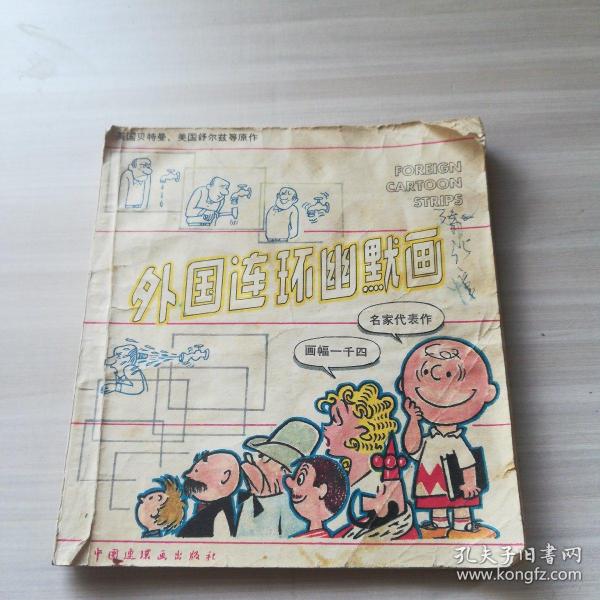 英国贝特曼、美国舒尔兹等原作
FOREIGN
CARTOON
STRIPS
外国连环幽默画
名家代表作
画幅一千四
中国连环画出版社
孔夫子旧书网
www.kongfz.com